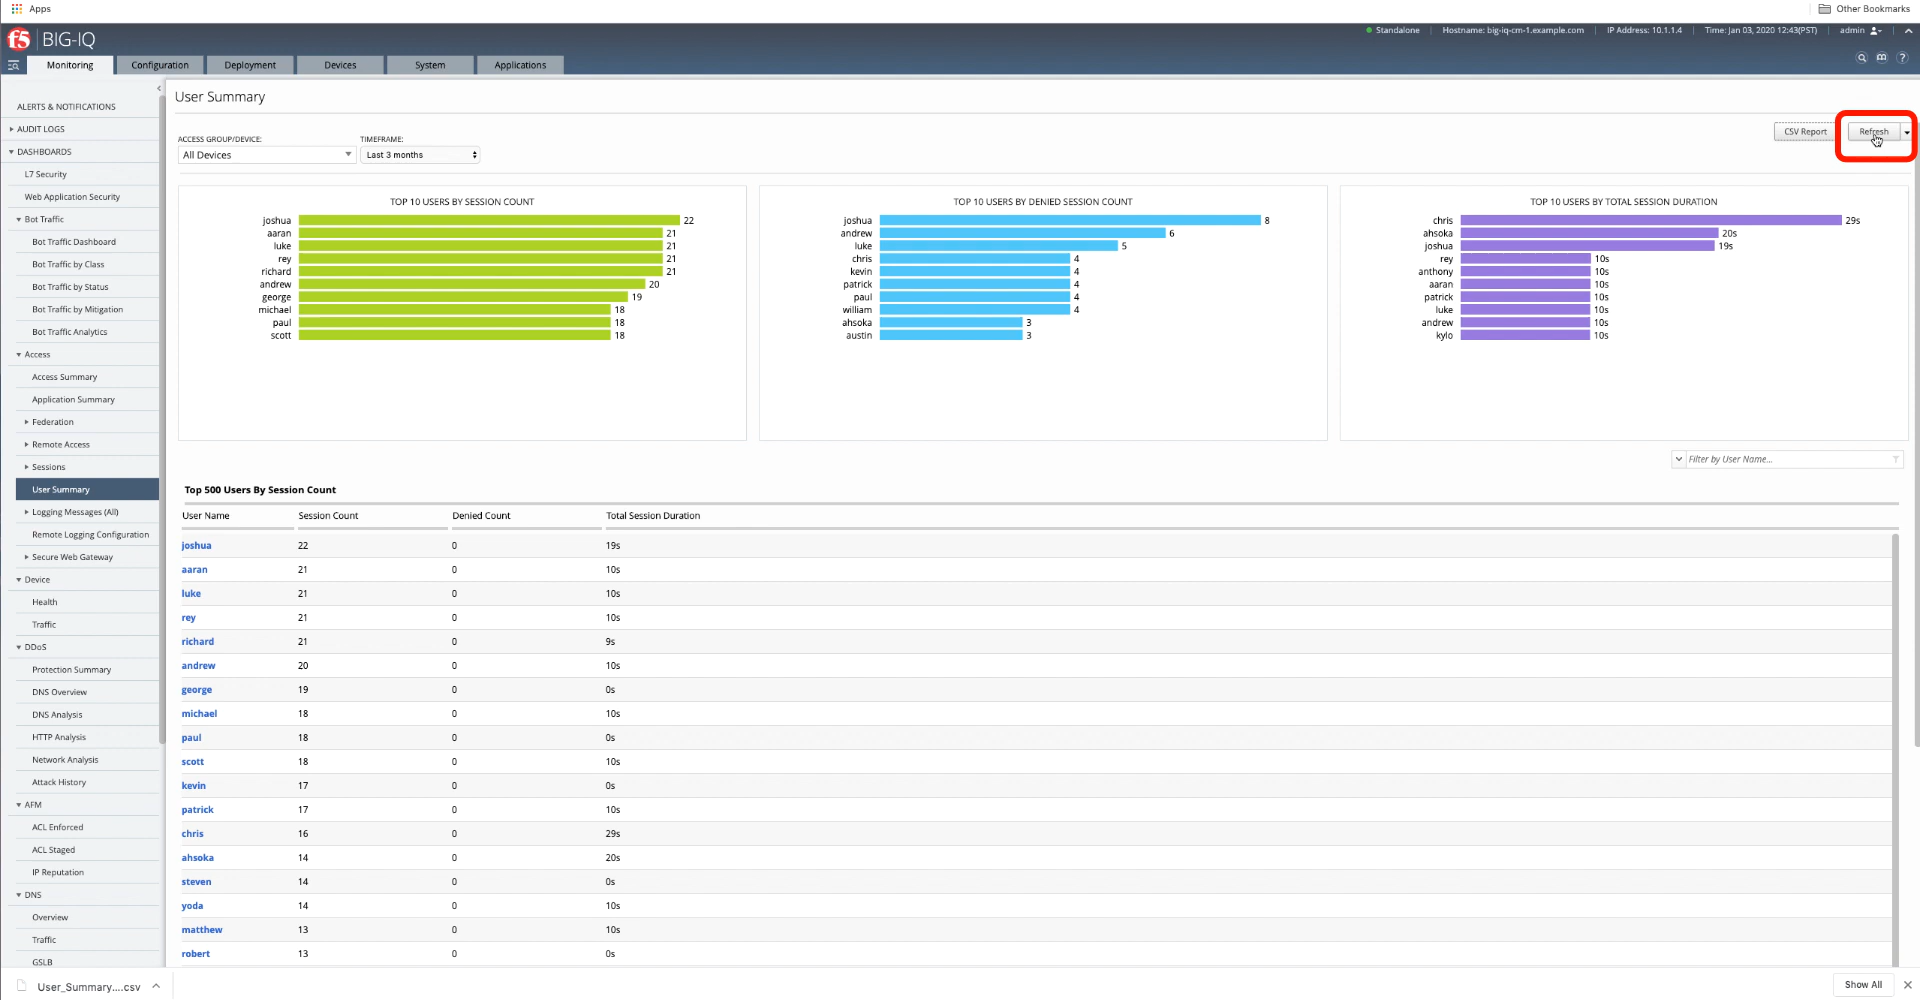 Apps
Other Bookmarks
f5 BIG-IQ
Standalone Hostname: big-iq-cm-1.example.com IP Address: 10.1.1.4 Time: Jan 03, 2020 12:43(PST) admin
Monitoring Configuration Deployment Devices System Applications
ALERTS & NOTIFICATIONS
AUDIT LOGS
DASHBOARDS
L7 Security
Web Application Security
Bot Traffic
Bot Traffic Dashboard
Bot Traffic by Class
Bot Traffic by Status
Bot Traffic by Mitigation
Bot Traffic Analytics
Access
Access Summary
Application Summary
Federation
Remote Access
Sessions
User Summary
Logging Messages (All)
Remote Logging Configuration
Secure Web Gateway
Device
Health
Traffic
DDoS
Protection Summary
DNS Overview
DNS Analysis
HTTP Analysis
Network Analysis
Attack History
AFM
ACL Enforced
ACL Staged
IP Reputation
DNS
Overview
Traffic
GSLB
User Summary
ACCESS GROUP/DEVICE: TIMEFRAME:
All Devices Last 3 months
CSV Report Refresh
TOP 10 USERS BY SESSION COUNT
joshua 22
aaran 21
luke 21
rey 21
richard 21
andrew 20
george 19
michael 18
paul 18
scott 18
TOP 10 USERS BY DENIED SESSION COUNT
joshua 8
andrew 6
luke 5
chris 4
kevin 4
patrick 4
paul 4
william 4
ahsoka 3
austin 3
TOP 10 USERS BY TOTAL SESSION DURATION
chris 29s
ahsoka 20s
joshua 19s
rey 10s
anthony 10s
aaran 10s
patrick 10s
luke 10s
andrew 10s
kylo 10s
Filter by User Name...
Top 500 Users By Session Count
User Name Session Count Denied Count Total Session Duration
joshua 22 0 19s
aaran 21 0 10s
luke 21 0 10s
rey 21 0 10s
richard 21 0 9s
andrew 20 0 10s
george 19 0 0s
michael 18 0 10s
paul 18 0 0s
scott 18 0 10s
kevin 17 0 0s
patrick 17 0 10s
chris 16 0 29s
ahsoka 14 0 20s
steven 14 0 0s
yoda 14 0 10s
matthew 13 0 10s
robert 13 0 0s
User_Summary....csv
Show All